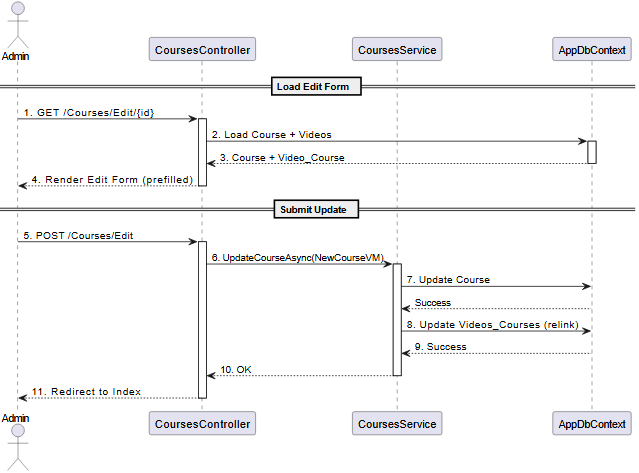 Admin
CoursesController
CoursesService
AppDbContext
Load Edit Form
1. GET /Courses/Edit/{id}
2. Load Course + Videos
3. Course + Video_Course
4. Render Edit Form (prefilled)
Submit Update
5. POST /Courses/Edit
6. UpdateCourseAsync(NewCourseVM)
7. Update Course
Success
8. Update Videos_Courses (relink)
9. Success
10. OK
11. Redirect to Index
Admin
CoursesController
CoursesService
AppDbContext